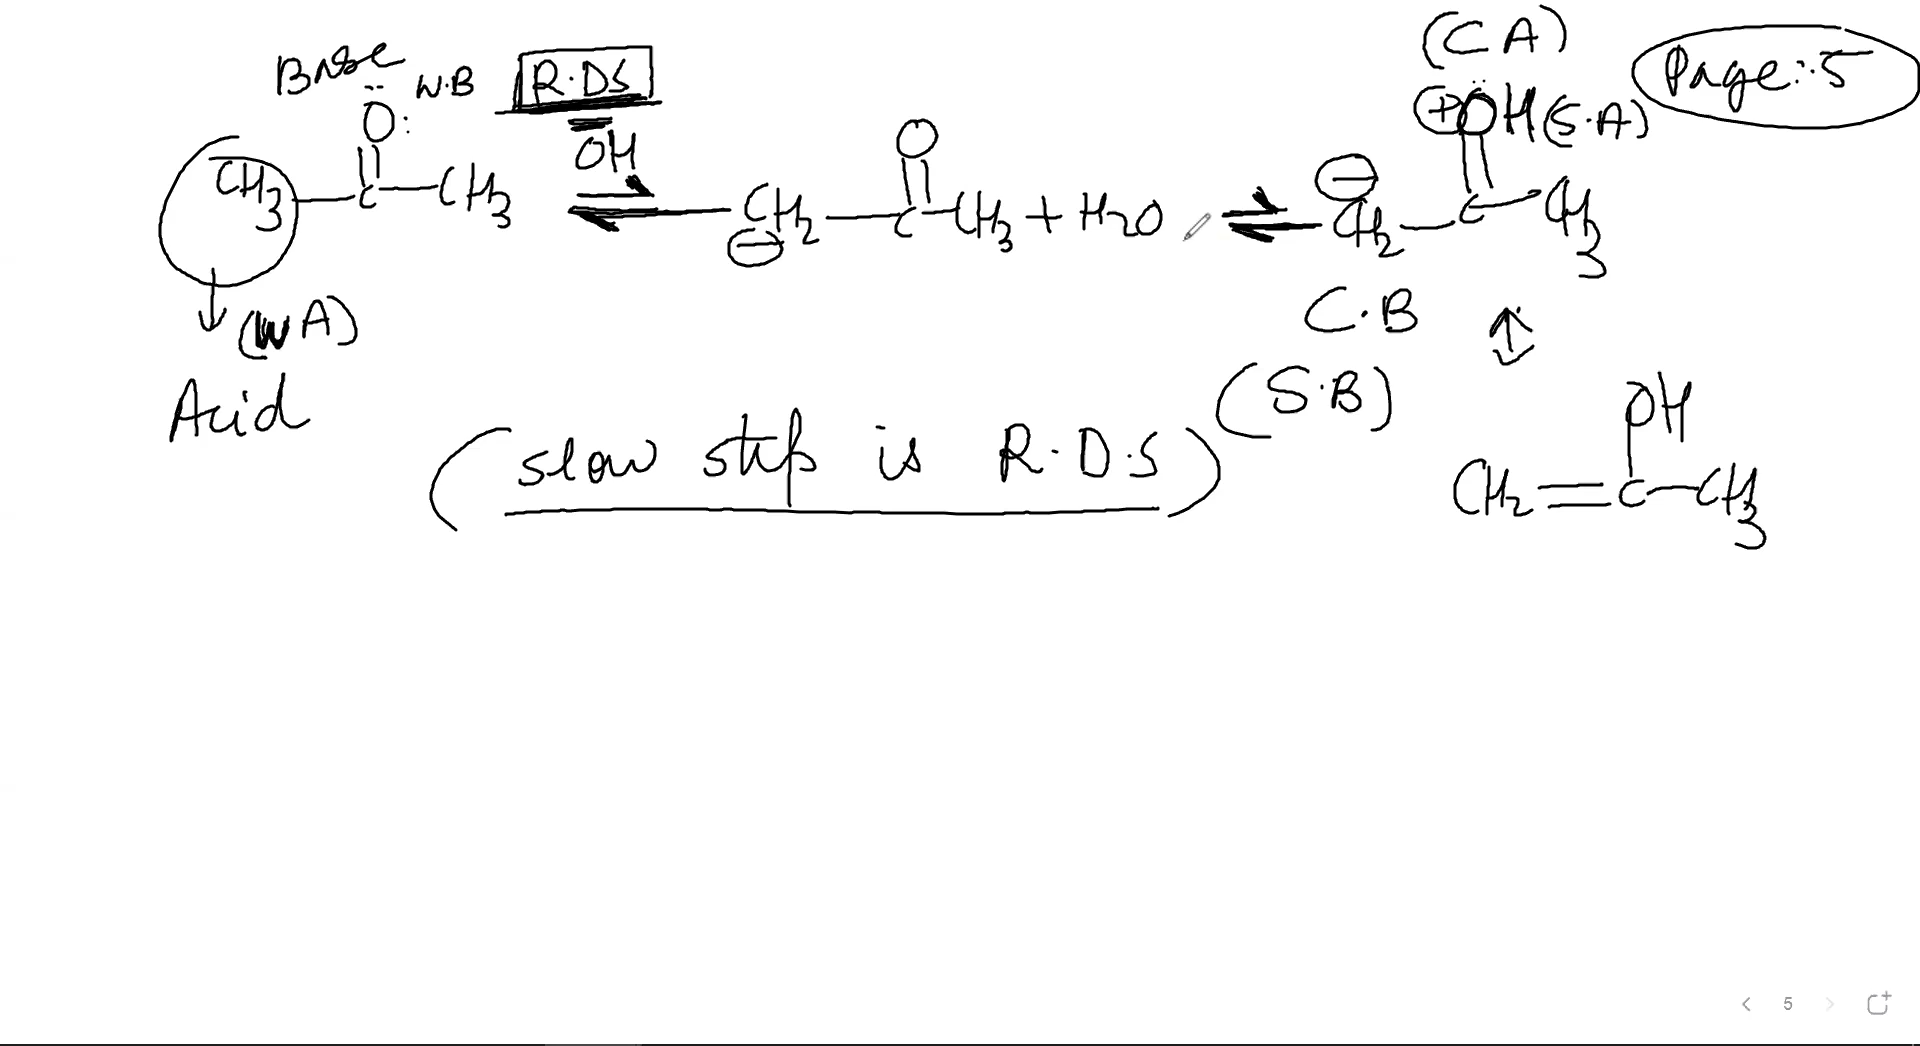 Base
W.B
R.DS
(CA)
Page:-5
Ö:
OH
O
⊕ÖH(S.A)
CH3—C—CH3 ⇌ CH2—C—CH3 + H2O ⇌ CH2—C—CH3
⊖
⊖
(WA)
C.B
Acid
(S.B)
OH
(slow step is R.D.S)
CH2=C—CH3
5